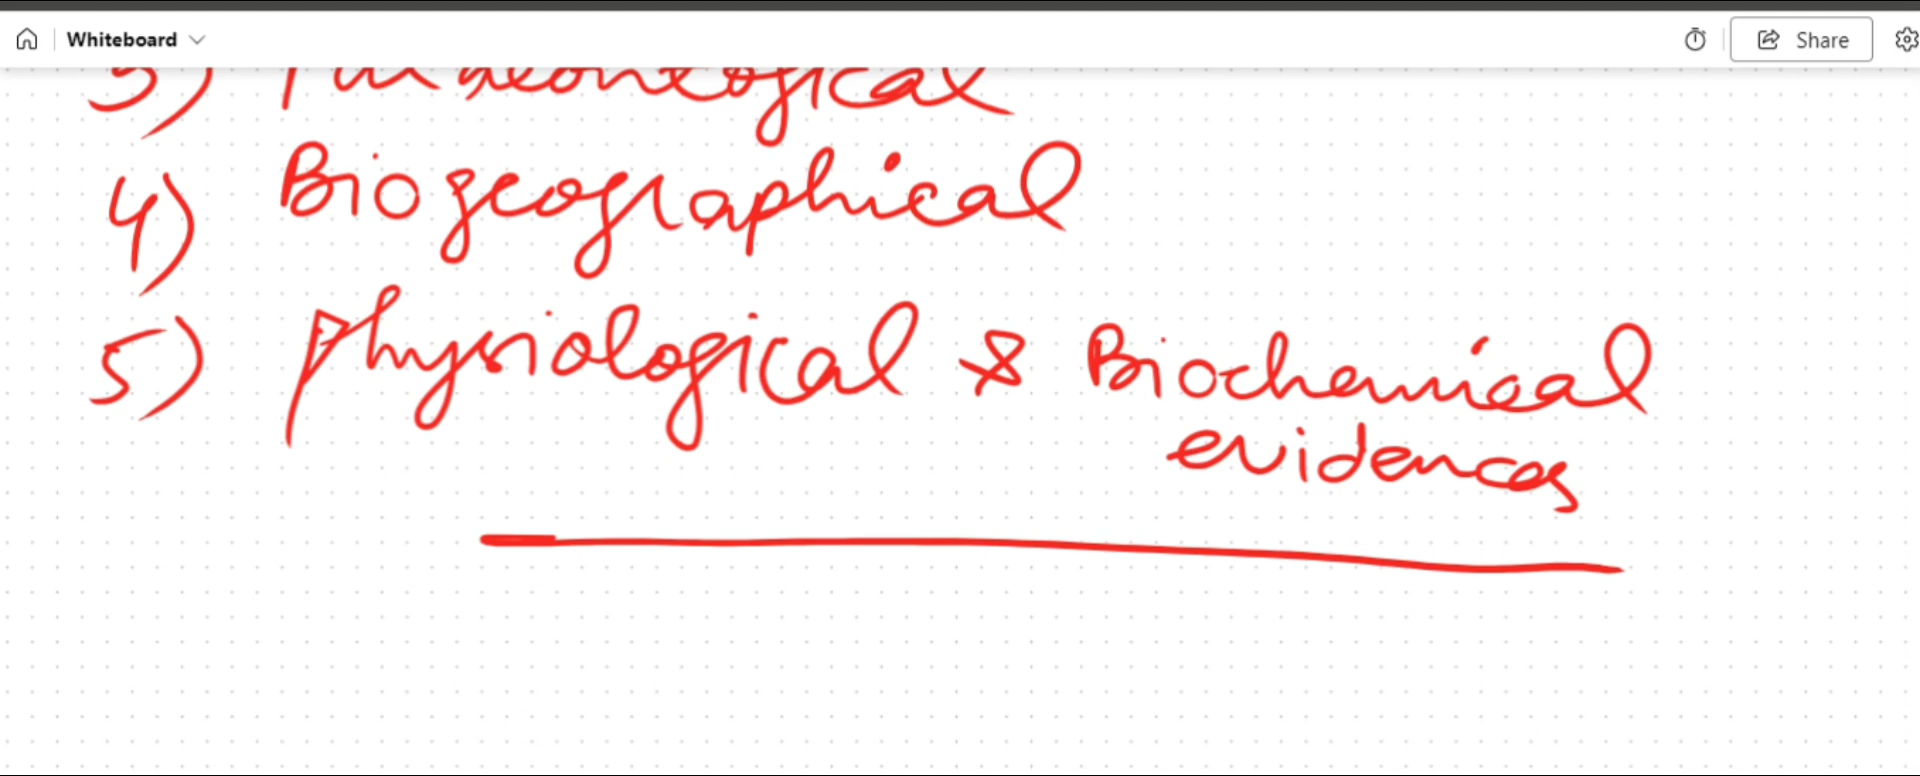 Whiteboard
Share
3) Palaeontological
4) Biogeographical
5) Physiological & Biochemical
evidences